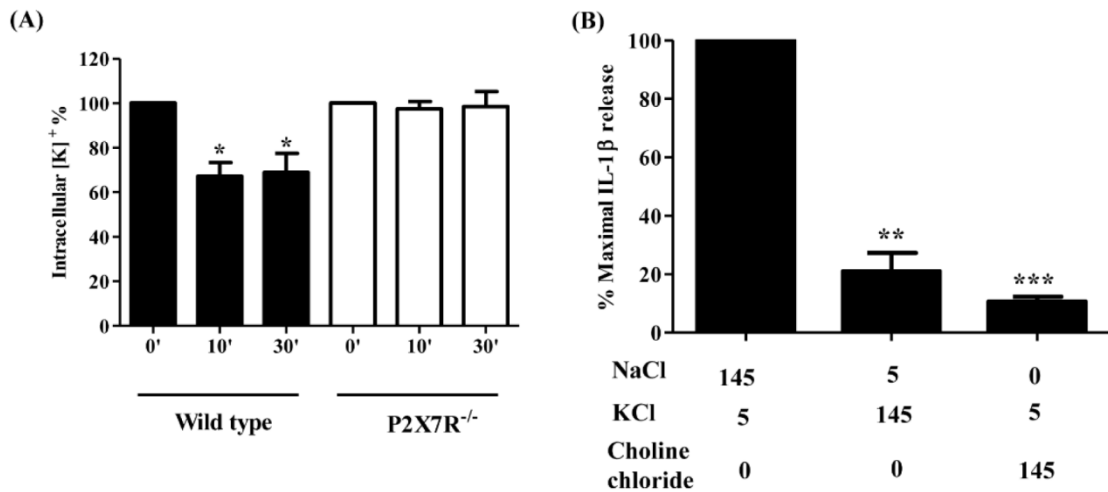 (A)
Intracellular [K]+%
120
100
80
60
40
20
0
*
*
0'
10'
30'
0'
10'
30'
Wild type
P2X7R-/-
(B)
% Maximal IL-1β release
100
80
60
40
20
0
**
***
NaCl 145 5 0
KCl 5 145 5
Choline
chloride 0 0 145